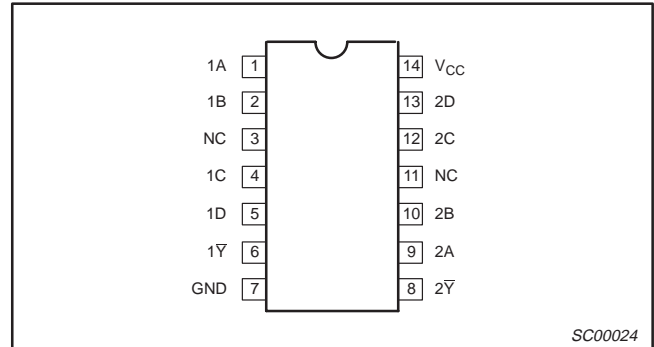 1A 1 14 VCC
1B 2 13 2D
NC 3 12 2C
1C 4 11 NC
1D 5 10 2B
1Y̅ 6 9 2A
GND 7 8 2Y̅
SC00024